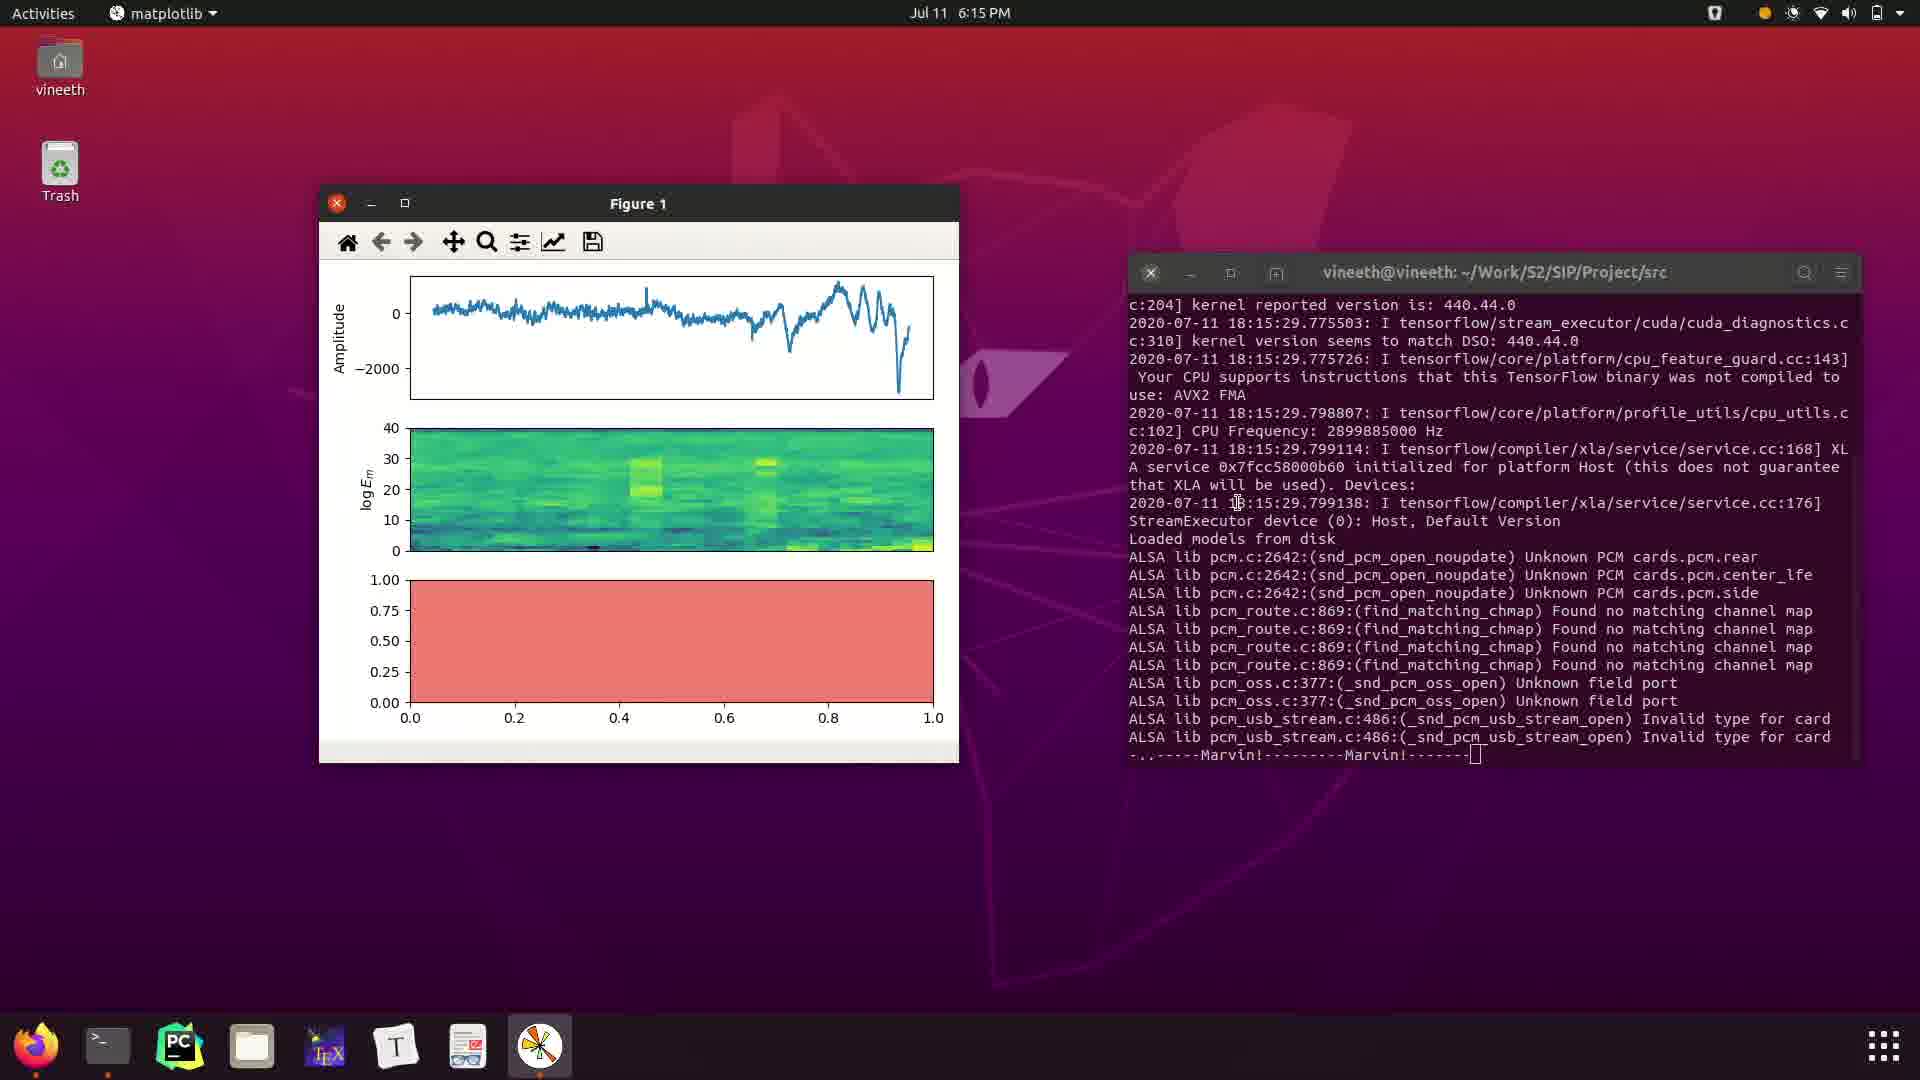 Activities
matplotlib
Jul 11 6:15 PM
vineeth
Trash
Figure 1
Amplitude
0
−2000
log Em
40
30
20
10
0
1.00
0.75
0.50
0.25
0.00
0.0 0.2 0.4 0.6 0.8 1.0
vineeth@vineeth: ~/Work/S2/SIP/Project/src
c:204] kernel reported version is: 440.44.0
2020-07-11 18:15:29.775503: I tensorflow/stream_executor/cuda/cuda_diagnostics.c
c:310] kernel version seems to match DSO: 440.44.0
2020-07-11 18:15:29.775726: I tensorflow/core/platform/cpu_feature_guard.cc:143]
Your CPU supports instructions that this TensorFlow binary was not compiled to
use: AVX2 FMA
2020-07-11 18:15:29.798807: I tensorflow/core/platform/profile_utils/cpu_utils.c
c:102] CPU Frequency: 2899885000 Hz
2020-07-11 18:15:29.799114: I tensorflow/compiler/xla/service/service.cc:168] XL
A service 0x7fcc58000b60 initialized for platform Host (this does not guarantee
that XLA will be used). Devices:
2020-07-11 18:15:29.799138: I tensorflow/compiler/xla/service/service.cc:176]
StreamExecutor device (0): Host, Default Version
Loaded models from disk
ALSA lib pcm.c:2642:(snd_pcm_open_noupdate) Unknown PCM cards.pcm.rear
ALSA lib pcm.c:2642:(snd_pcm_open_noupdate) Unknown PCM cards.pcm.center_lfe
ALSA lib pcm.c:2642:(snd_pcm_open_noupdate) Unknown PCM cards.pcm.side
ALSA lib pcm_route.c:869:(find_matching_chmap) Found no matching channel map
ALSA lib pcm_route.c:869:(find_matching_chmap) Found no matching channel map
ALSA lib pcm_route.c:869:(find_matching_chmap) Found no matching channel map
ALSA lib pcm_route.c:869:(find_matching_chmap) Found no matching channel map
ALSA lib pcm_oss.c:377:(_snd_pcm_oss_open) Unknown field port
ALSA lib pcm_oss.c:377:(_snd_pcm_oss_open) Unknown field port
ALSA lib pcm_usb_stream.c:486:(_snd_pcm_usb_stream_open) Invalid type for card
ALSA lib pcm_usb_stream.c:486:(_snd_pcm_usb_stream_open) Invalid type for card
-..-----Marvin!---------Marvin!-------
>_
PC
TEX
T